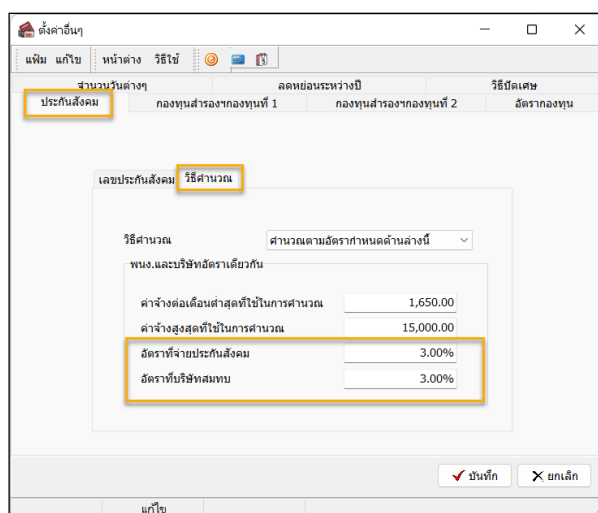 ตั้งค่าอื่นๆ
แฟ้ม แก้ไข หน้าต่าง วิธีใช้
จำนวนวันต่างๆ ลดหย่อนระหว่างปี วิธีปัดเศษ
ประกันสังคม กองทุนสำรองฯกองทุนที่ 1 กองทุนสำรองฯกองทุนที่ 2 อัตรากองทุน
เลขประกันสังคม วิธีคำนวณ
วิธีคำนวณ คำนวณตามอัตรากำหนดด้านล่างนี้
พนง.และบริษัทอัตราเดียวกัน
ค่าจ้างต่อเดือนต่ำสุดที่ใช้ในการคำนวณ 1,650.00
ค่าจ้างสูงสุดที่ใช้ในการคำนวณ 15,000.00
อัตราที่จ่ายประกันสังคม 3.00%
อัตราที่บริษัทสมทบ 3.00%
บันทึก ยกเลิก
แก้ไข